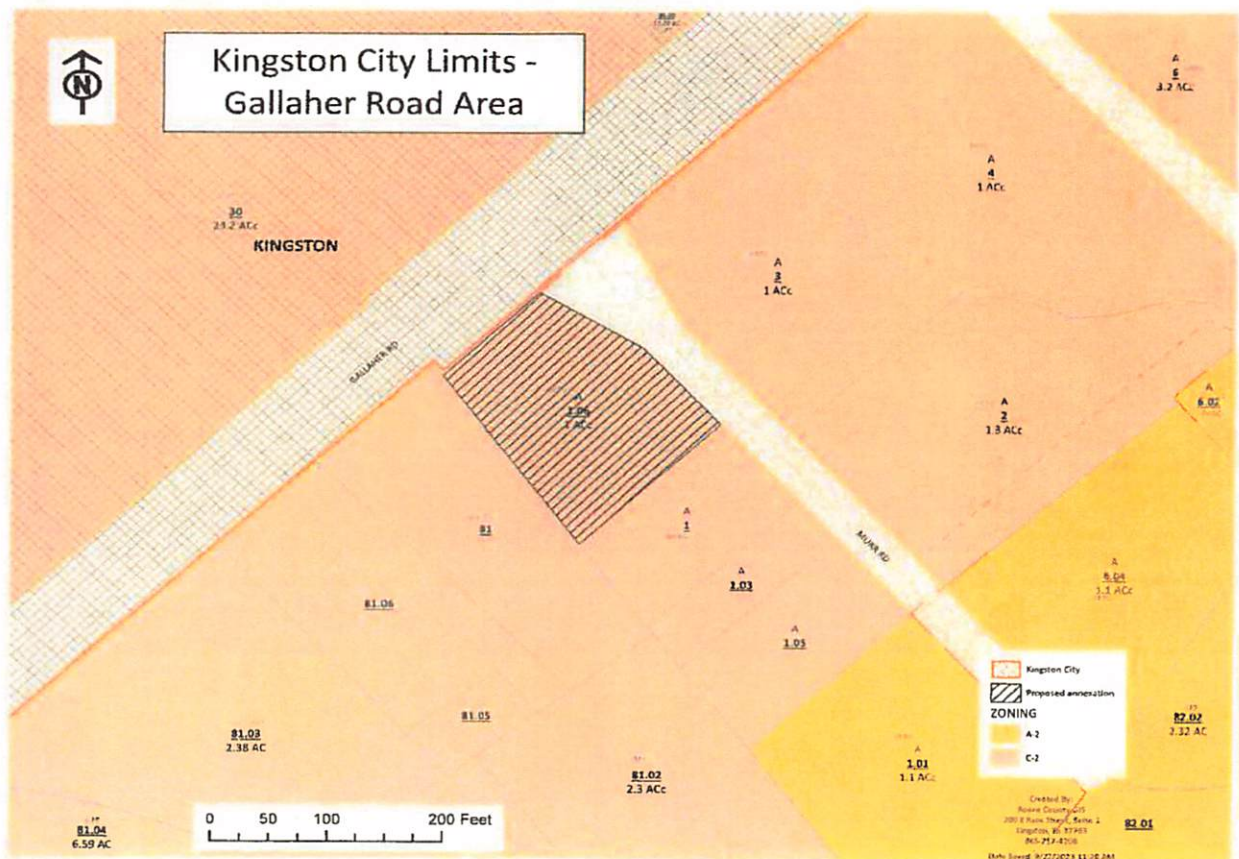 N
Kingston City Limits -
Gallaher Road Area
A
6
3.2 ACc
A
4
1 ACc
30
23.2 ACc
KINGSTON
A
3
1 ACc
GALLAHER RD
A
1.06
1 ACc
A
2
1.3 ACc
A
6.02
81
A
1
MURR RD
A
1.03
81.06
A
1.05
A
6.04
Kingston City
Proposed annexation
ZONING
A-2
C-2
81.05
82.02
2.32 AC
81.03
2.38 AC
A
1.01
1.1 ACc
81.02
2.3 ACc
Created By:
Roane County GIS
Kingston, TN 37763
82.01
0 50 100 200 Feet
81.04
6.59 AC